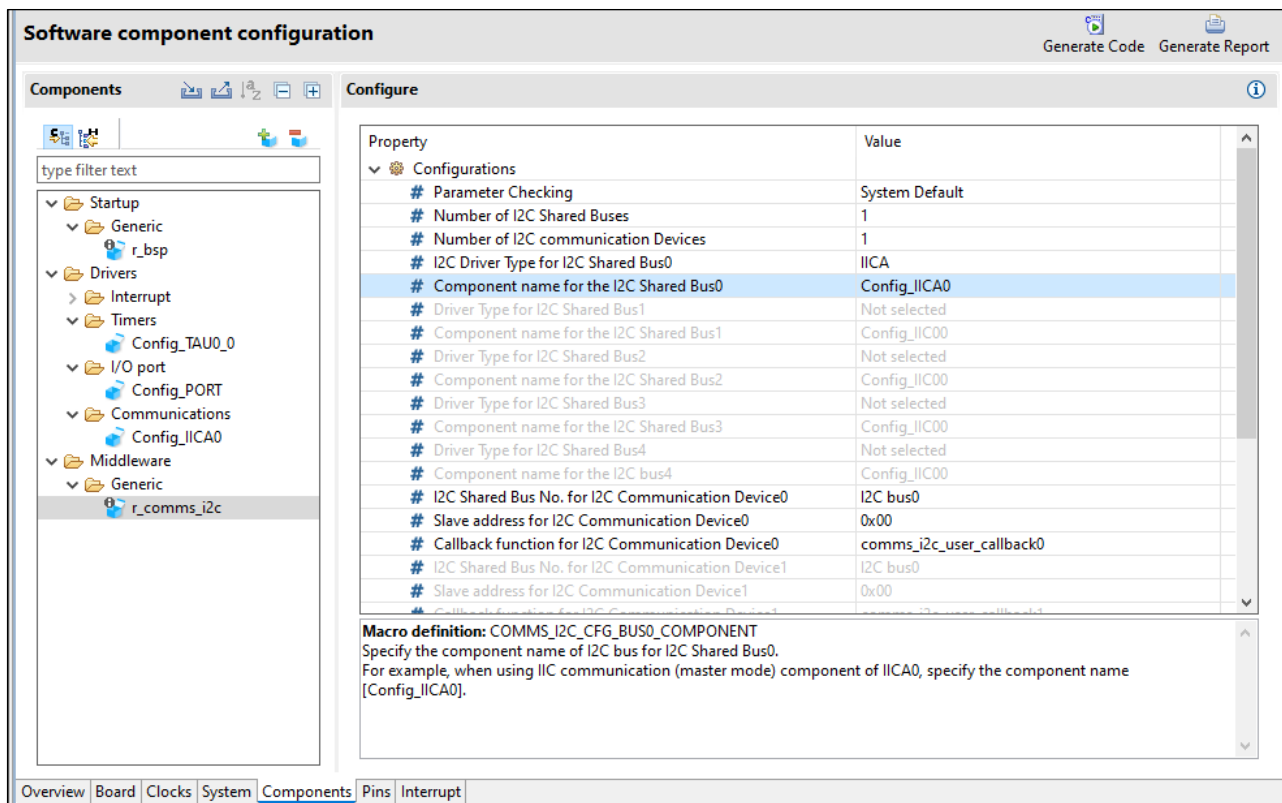 Software component configuration
Generate Code Generate Report
Components
Configure
type filter text
Startup
Generic
r_bsp
Drivers
Interrupt
Timers
Config_TAU0_0
I/O port
Config_PORT
Communications
Config_IICA0
Middleware
Generic
r_comms_i2c
Property Value
Configurations
# Parameter Checking System Default
# Number of I2C Shared Buses 1
# Number of I2C communication Devices 1
# I2C Driver Type for I2C Shared Bus0 IICA
# Component name for the I2C Shared Bus0 Config_IICA0
# Driver Type for I2C Shared Bus1 Not selected
# Component name for the I2C Shared Bus1 Config_IIC00
# Driver Type for I2C Shared Bus2 Not selected
# Component name for the I2C Shared Bus2 Config_IIC00
# Driver Type for I2C Shared Bus3 Not selected
# Component name for the I2C Shared Bus3 Config_IIC00
# Driver Type for I2C Shared Bus4 Not selected
# Component name for the I2C bus4 Config_IIC00
# I2C Shared Bus No. for I2C Communication Device0 I2C bus0
# Slave address for I2C Communication Device0 0x00
# Callback function for I2C Communication Device0 comms_i2c_user_callback0
# I2C Shared Bus No. for I2C Communication Device1 I2C bus0
# Slave address for I2C Communication Device1 0x00
# Callback function for I2C Communication Device1 comms_i2c_user_callback1
Macro definition: COMMS_I2C_CFG_BUS0_COMPONENT
Specify the component name of I2C bus for I2C Shared Bus0.
For example, when using IIC communication (master mode) component of IICA0, specify the component name
[Config_IICA0].
Overview Board Clocks System Components Pins Interrupt